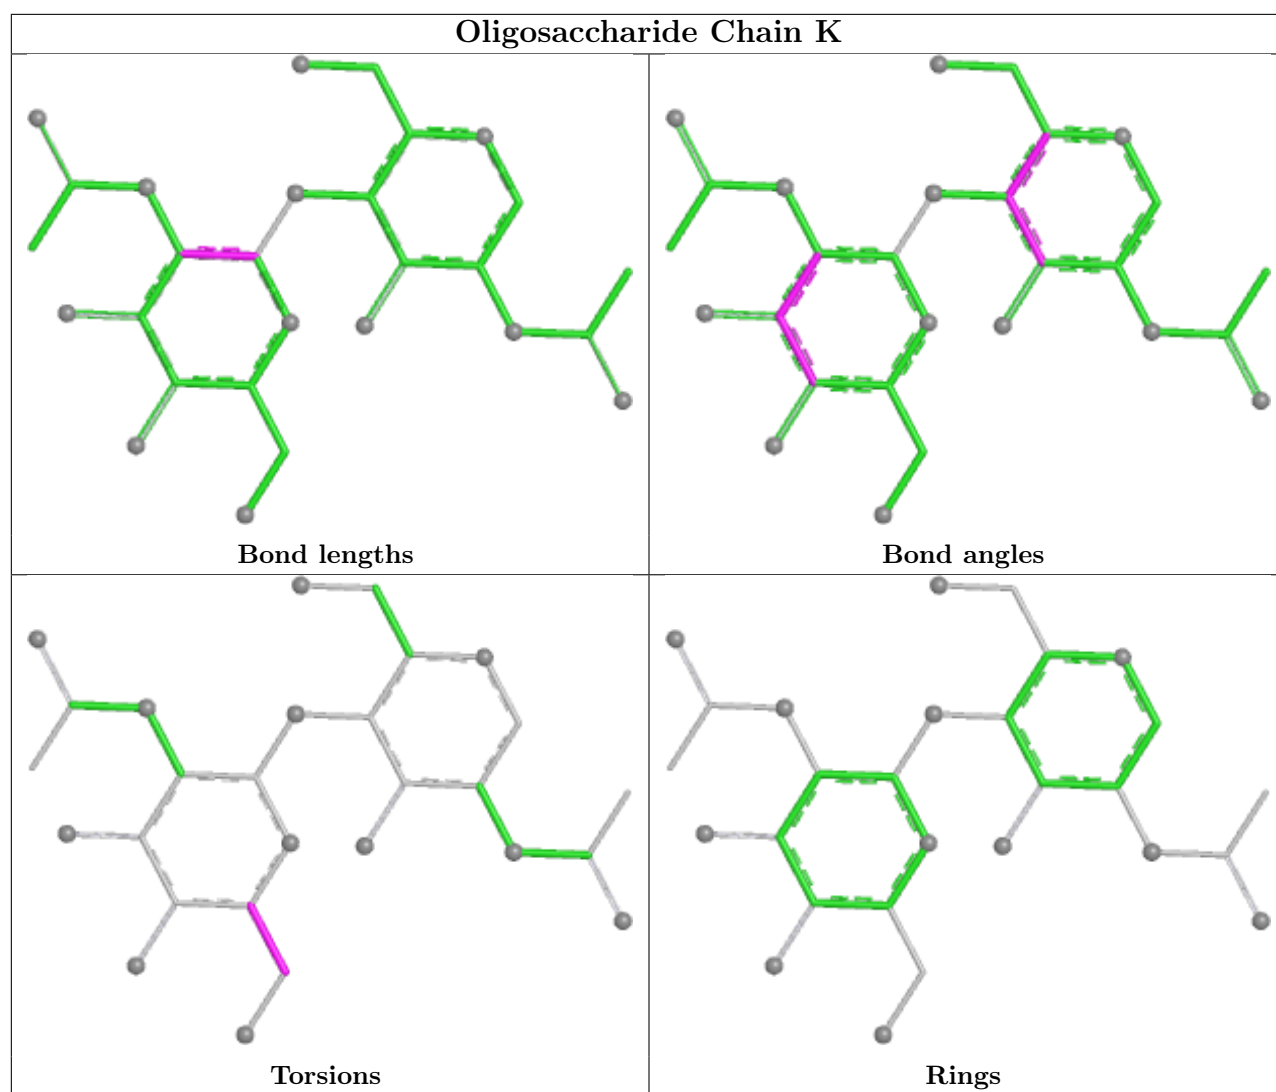 Oligosaccharide Chain K
Bond lengths
Bond angles
Torsions
Rings